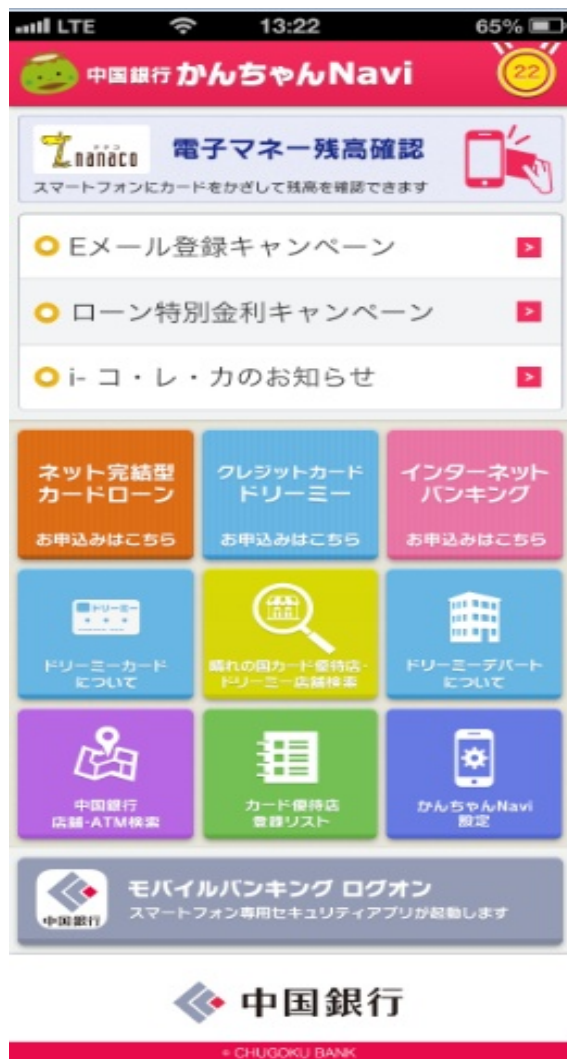 LTE 13:22 65%
中国銀行 かんちゃんNavi 22
ナナコ
nanaco 電子マネー残高確認
スマートフォンにカードをかざして残高を確認できます
Eメール登録キャンペーン
ローン特別金利キャンペーン
i- コ・レ・カのお知らせ
ネット完結型
カードローン
お申込みはこちら
クレジットカード
ドリーミー
お申込みはこちら
インターネット
バンキング
お申込みはこちら
ドリーミー
ドリーミーカード
について
晴れの国カード優待店・
ドリーミー店舗検索
ドリーミーデパート
について
中国銀行
店舗・ATM検索
カード優待店
登録リスト
かんちゃんNavi
設定
中国銀行
モバイルバンキング ログオン
スマートフォン専用セキュリティアプリが起動します
中国銀行
© CHUGOKU BANK